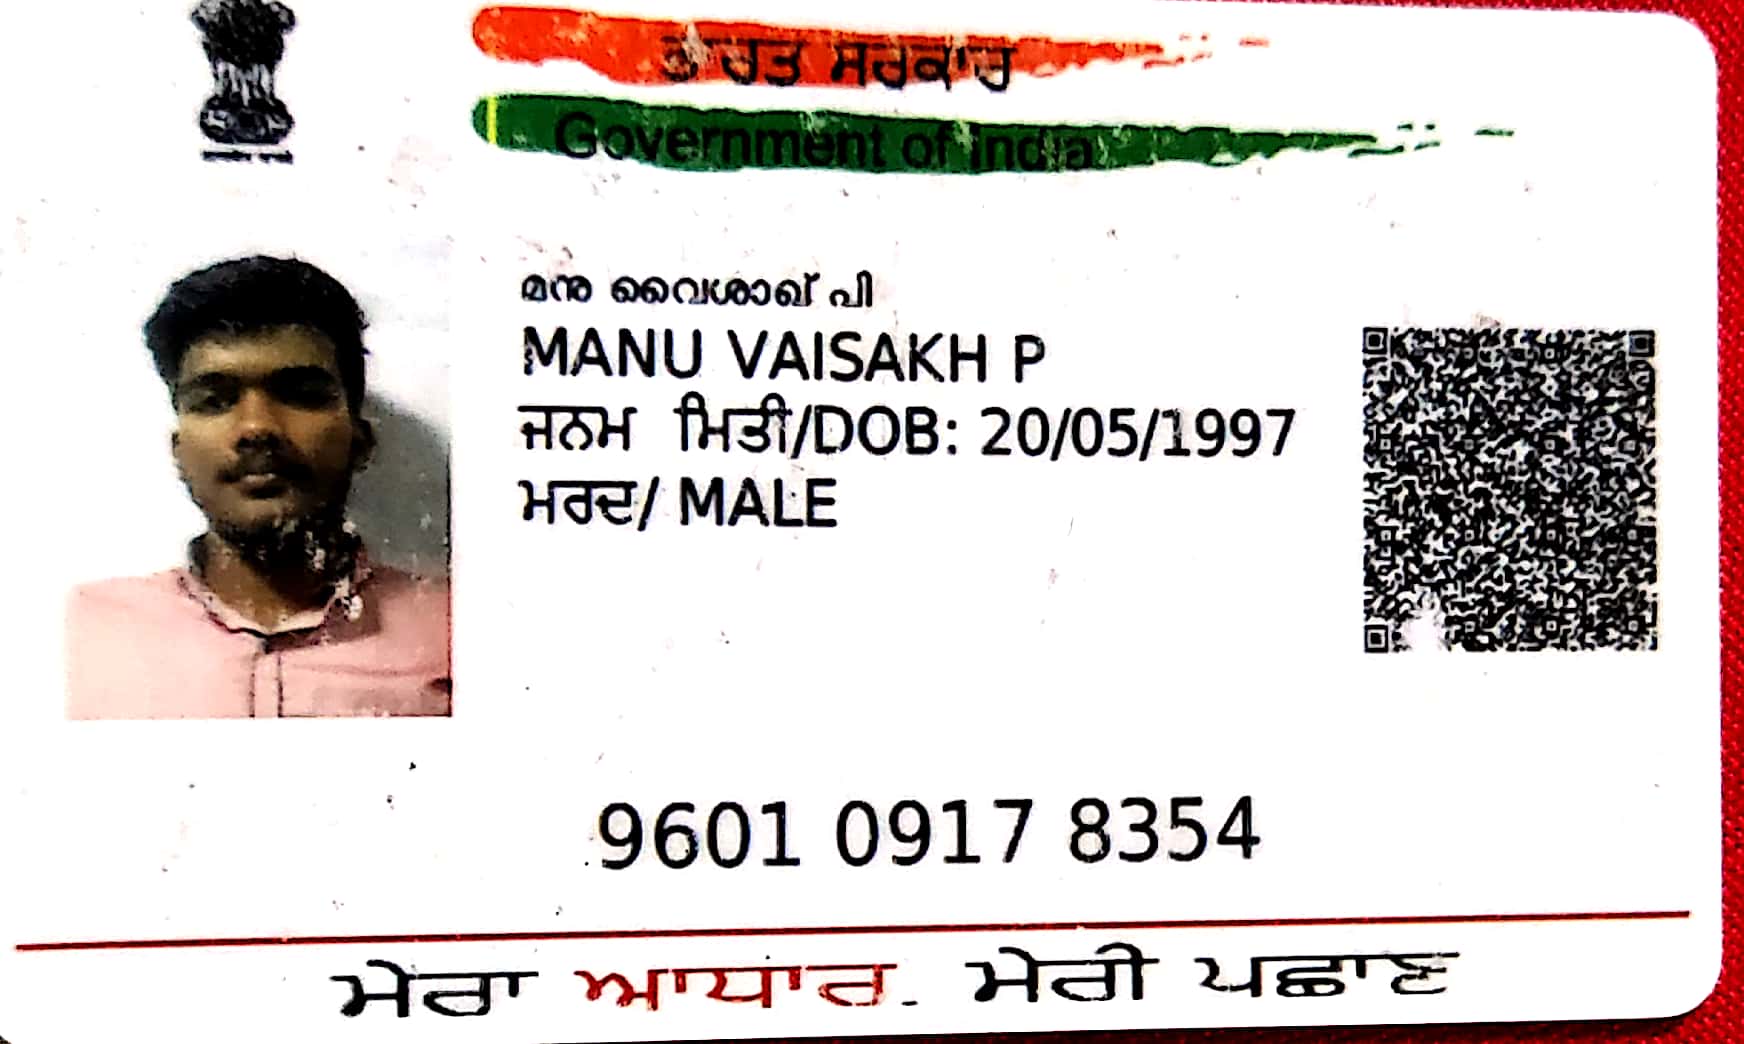 ਭਾਰਤ ਸਰਕਾਰ
Government of India
മനു വൈശാഖ് പി
MANU VAISAKH P
ਜਨਮ ਮਿਤੀ/DOB: 20/05/1997
ਮਰਦ/ MALE
9601 0917 8354
ਮੇਰਾ ਆਧਾਰ. ਮੇਰੀ ਪਛਾਣ